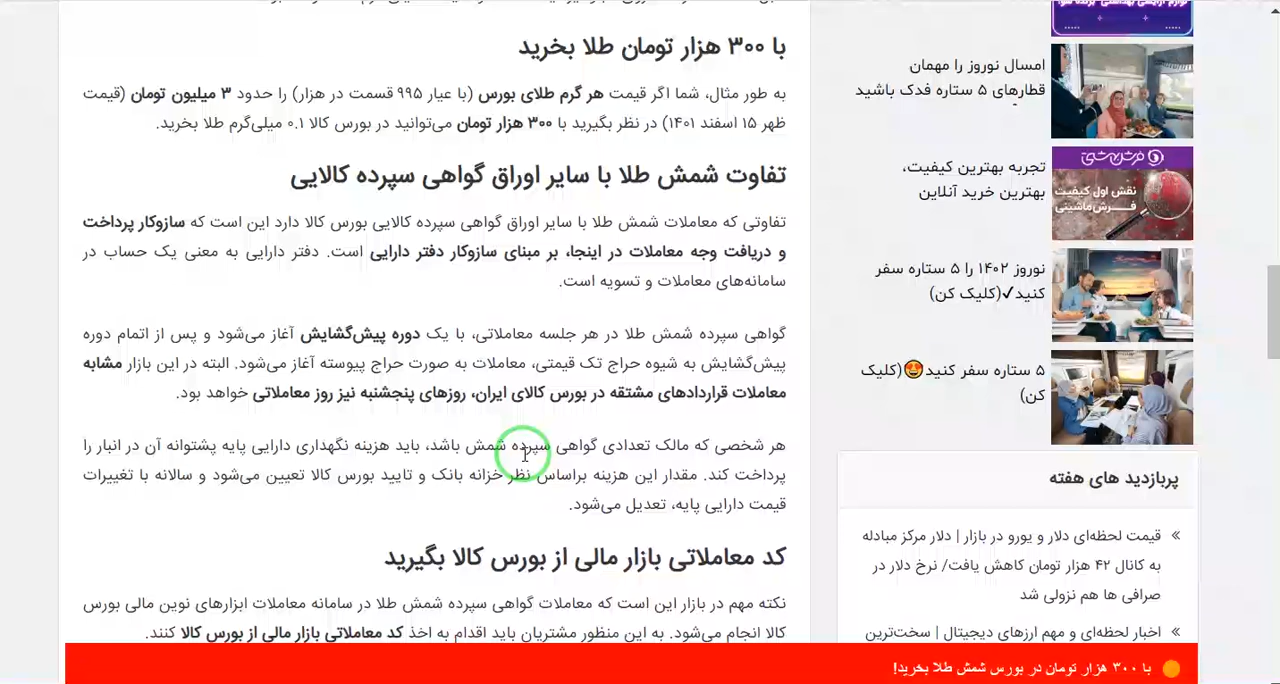 با ۳۰۰ هزار تومان طلا بخرید
به طور مثال، شما اگر قیمت هر گرم طلای بورس (با عیار ۹۹۵ قسمت در هزار) را حدود ۳ میلیون تومان (قیمت
ظهر ۱۵ اسفند ۱۴۰۱) در نظر بگیرید با ۳۰۰ هزار تومان می‌توانید در بورس کالا ۰.۱ میلی‌گرم طلا بخرید.
تفاوت شمش طلا با سایر اوراق گواهی سپرده کالایی
تفاوتی که معاملات شمش طلا با سایر اوراق گواهی سپرده کالایی بورس کالا دارد این است که سازوکار پرداخت
و دریافت وجه معاملات در اینجا، بر مبنای سازوکار دفتر دارایی است. دفتر دارایی به معنی یک حساب در
سامانه‌های معاملات و تسویه است.
گواهی سپرده شمش طلا در هر جلسه معاملاتی، با یک دوره پیش‌گشایش آغاز می‌شود و پس از اتمام دوره
پیش‌گشایش به شیوه حراج تک قیمتی، معاملات به صورت حراج پیوسته آغاز می‌شود. البته در این بازار مشابه
معاملات قراردادهای مشتقه در بورس کالای ایران، روزهای پنجشنبه نیز روز معاملاتی خواهد بود.
هر شخصی که مالک تعدادی گواهی سپرده شمش باشد، باید هزینه نگهداری دارایی پایه پشتوانه آن در انبار را
پرداخت کند. مقدار این هزینه براساس نظر خزانه بانک و تایید بورس کالا تعیین می‌شود و سالانه با تغییرات
قیمت دارایی پایه، تعدیل می‌شود.
کد معاملاتی بازار مالی از بورس کالا بگیرید
نکته مهم در بازار این است که معاملات گواهی سپرده شمش طلا در سامانه معاملات ابزارهای نوین مالی بورس
کالا انجام می‌شود. به این منظور مشتریان باید اقدام به اخذ کد معاملاتی بازار مالی از بورس کالا کنند.
امسال نوروز را مهمان
قطارهای ۵ ستاره فدک باشید
فرش بهشتی
نقش اول کیفیت
فرش‌ماشینی
تجربه بهترین کیفیت،
بهترین خرید آنلاین
نوروز ۱۴۰۲ را ۵ ستاره سفر
کنید✔(کلیک کن)
۵ ستاره سفر کنید🤩(کلیک
کن)
پربازدید های هفته
» قیمت لحظه‌ای دلار و یورو در بازار | دلار مرکز مبادله
به کانال ۴۲ هزار تومان کاهش یافت/ نرخ دلار در
صرافی ها هم نزولی شد
» اخبار لحظه‌ای و مهم ارزهای دیجیتال | سخت‌ترین
با ۳۰۰ هزار تومان در بورس شمش طلا بخرید!